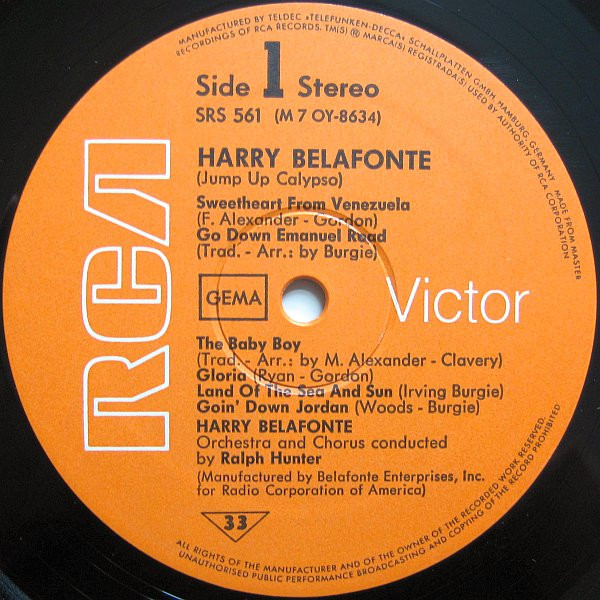 MANUFACTURED BY TELDEC »TELEFUNKEN-DECCA« SCHALLPLATTEN GMBH, HAMBURG, GERMANY
RECORDINGS OF RCA RECORDS. TM(S) ® MARCA(S) REGISTRADA(S) USED BY AUTHORITY OF RCA CORPORATION
MADE FROM MASTER
Side 1 Stereo
SRS 561 (M 7 OY-8634)
HARRY BELAFONTE
(Jump Up Calypso)
Sweetheart From Venezuela
(F. Alexander - Gordon)
Go Down Emanuel Road
(Trad. - Arr.: by Burgie)
RCA
GEMA
Victor
The Baby Boy
(Trad. - Arr.: by M. Alexander - Clavery)
Gloria (Ryan - Gordon)
Land Of The Sea And Sun (Irving Burgie)
Goin' Down Jordan (Woods - Burgie)
HARRY BELAFONTE
Orchestra and Chorus conducted
by Ralph Hunter
(Manufactured by Belafonte Enterprises, Inc.
for Radio Corporation of America)
33
ALL RIGHTS OF THE MANUFACTURER AND OF THE OWNER OF THE RECORDED WORK RESERVED.
UNAUTHORISED PUBLIC PERFORMANCE BROADCASTING AND COPYING OF THE RECORD PROHIBITED